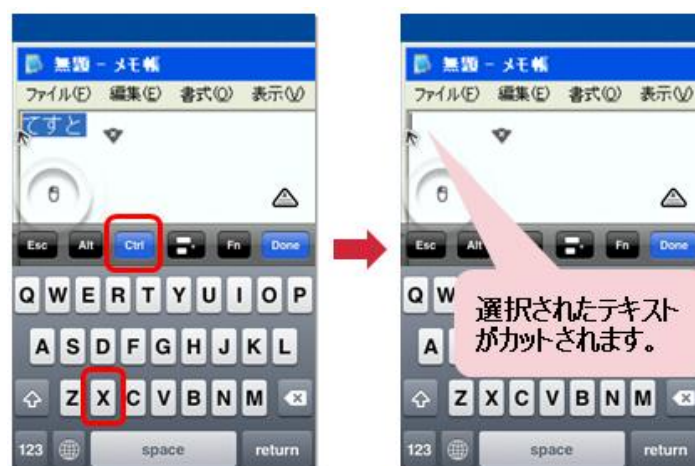 無題 - メモ帳
ファイル(F) 編集(E) 書式(O) 表示(V)
てすと
Esc Alt Ctrl Fn Done
Q W E R T Y U I O P
A S D F G H J K L
Z X C V B N M
123 space return
無題 - メモ帳
ファイル(F) 編集(E) 書式(O) 表示(V)
選択されたテキスト
がカットされます。
Esc Alt Fn Done
Q W
A
Z X C V B N M
123 space return